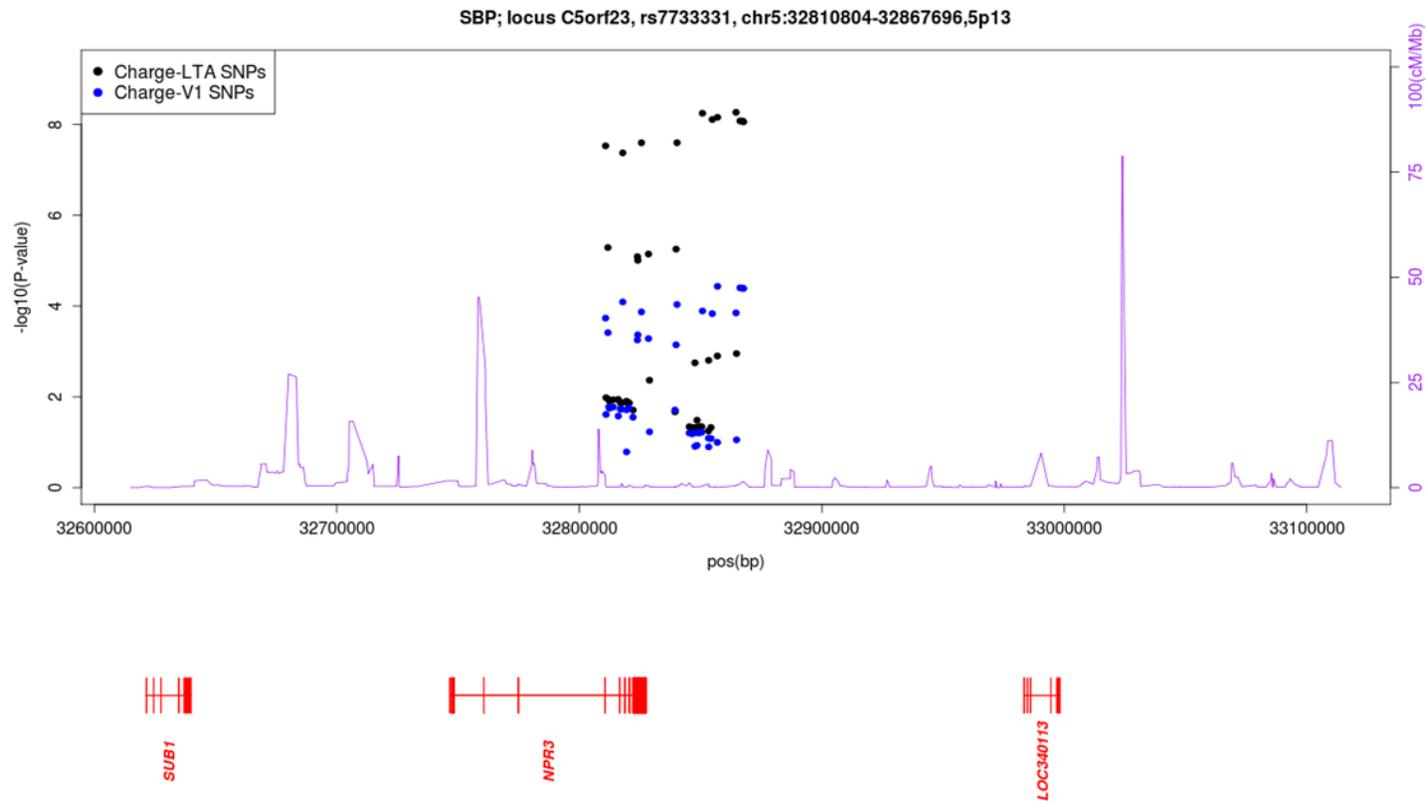 SBP; locus C5orf23, rs7733331, chr5:32810804-32867696,5p13
Charge-LTA SNPs
Charge-V1 SNPs
-log10(P-value)
8
6
4
2
0
100(cM/Mb)
75
50
25
0
32600000 32700000 32800000 32900000 33000000 33100000
pos(bp)
SUB1
NPR3
LOC340113